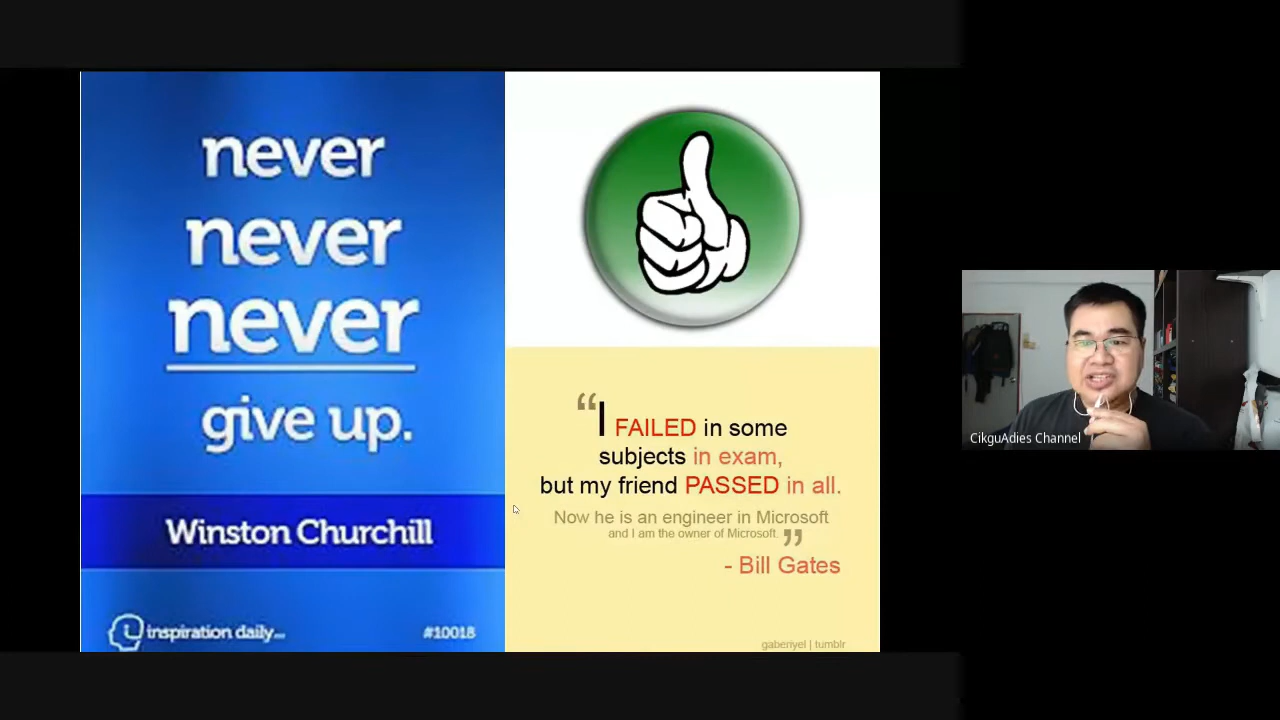 never
never
never
give up.
Winston Churchill
inspiration daily
#10018
“I FAILED in some
subjects in exam,
but my friend PASSED in all.
Now he is an engineer in Microsoft
and I am the owner of Microsoft.”
- Bill Gates
gaberiyel | tumblr
CikguAdies Channel